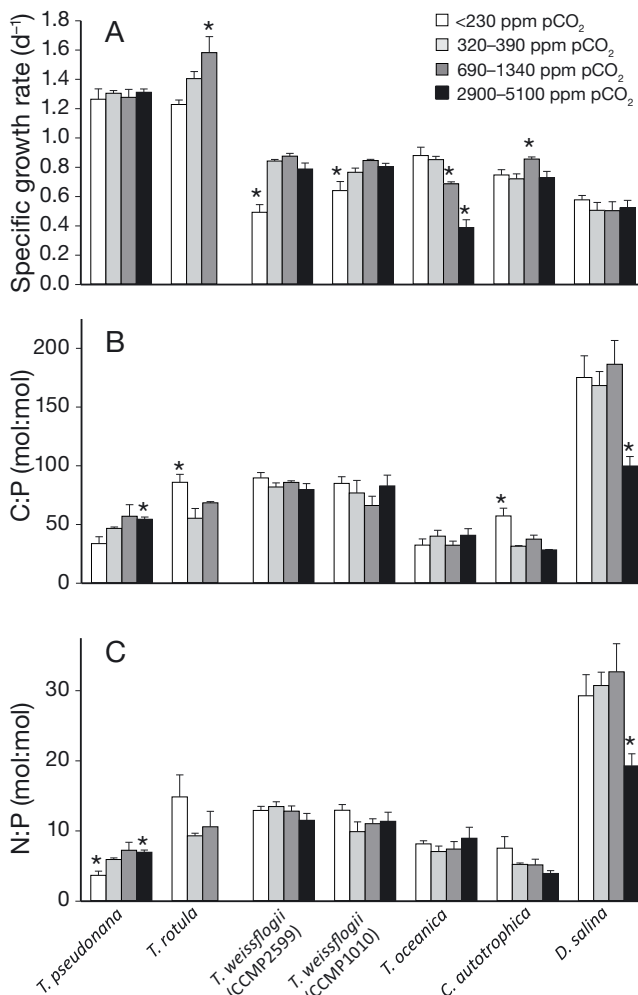 A
Specific growth rate (d⁻¹)
1.8
1.6
1.4
1.2
1.0
0.8
0.6
0.4
0.2
0.0
<230 ppm pCO₂
320–390 ppm pCO₂
690–1340 ppm pCO₂
2900–5100 ppm pCO₂
*
*
*
*
*
*
B
C:P (mol:mol)
200
150
100
50
0
*
*
*
*
C
N:P (mol:mol)
30
20
10
0
*
*
*
T. pseudonana
T. rotula
T. weissflogii
(CCMP2599)
T. weissflogii
(CCMP1010)
T. oceanica
C. autotrophica
D. salina